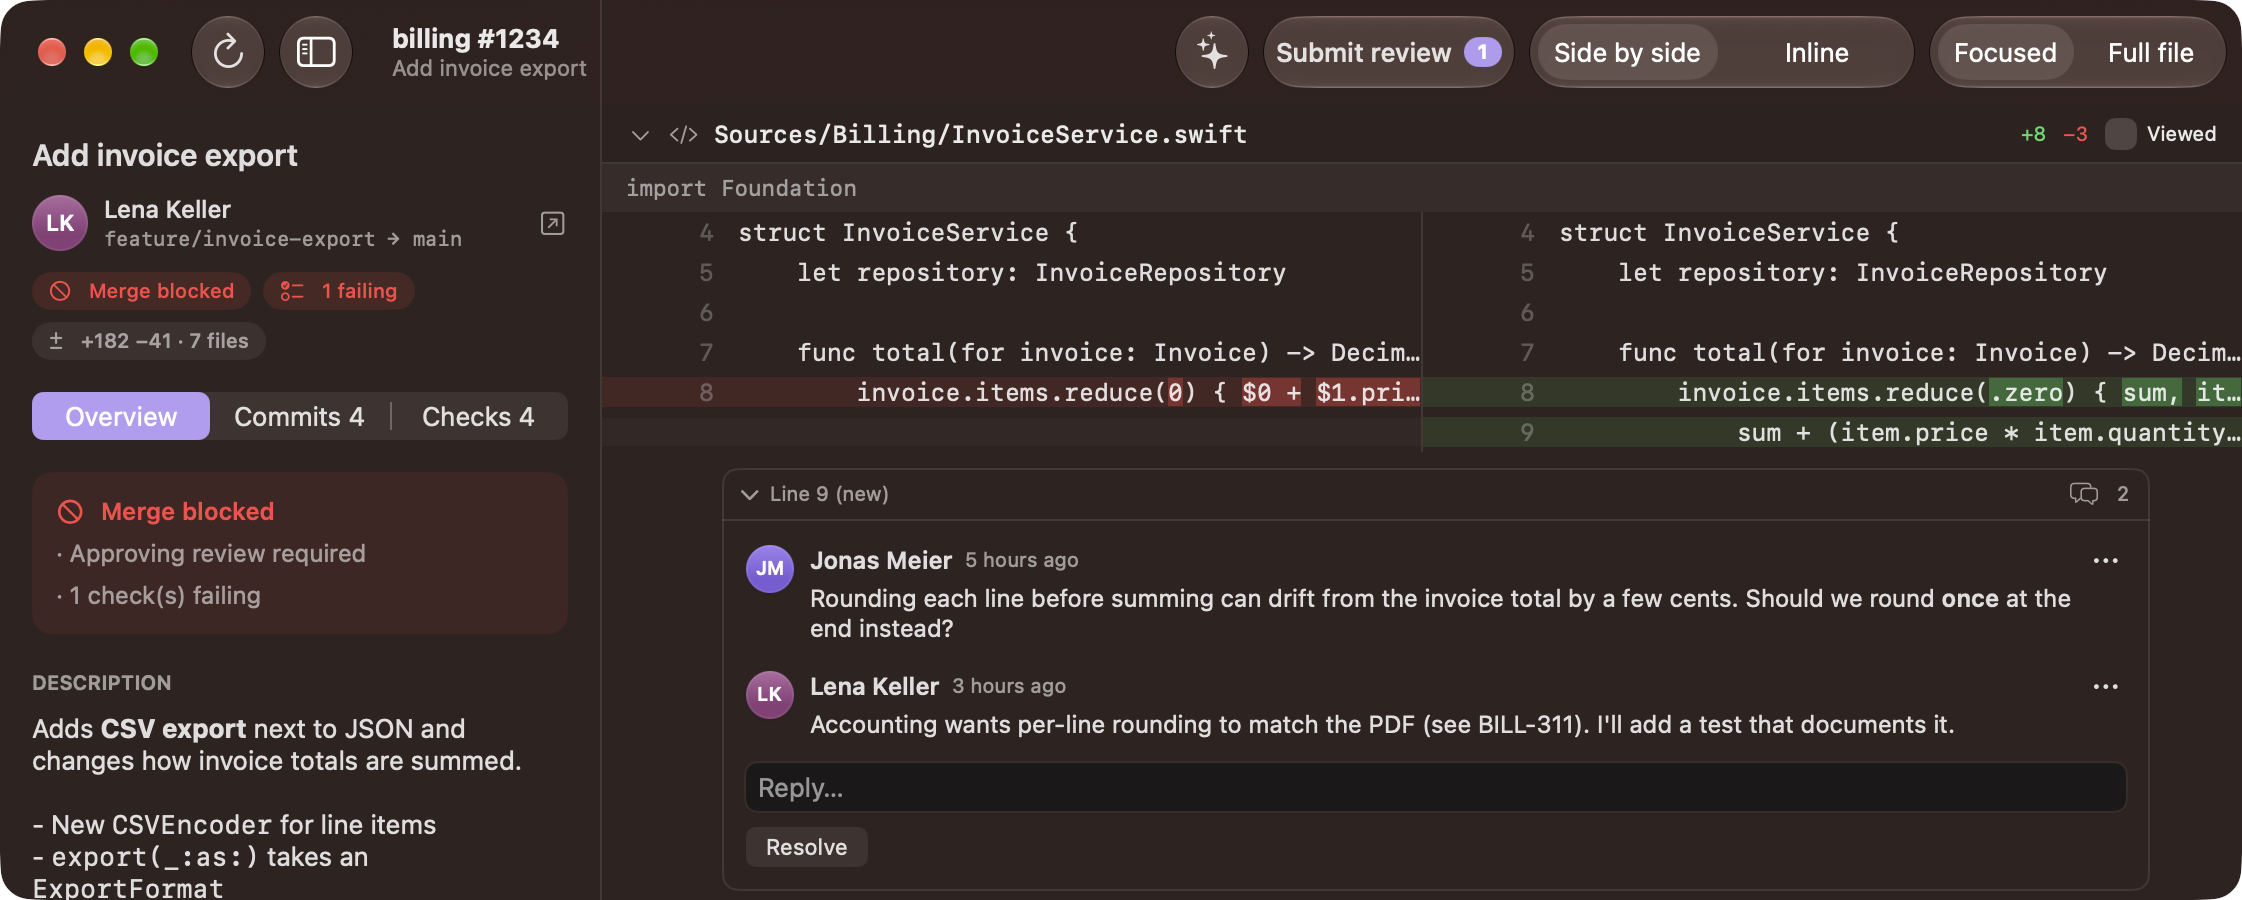 billing #1234
Add invoice export
Submit review 1
Side by side
Inline
Focused
Full file
Add invoice export
LK
Lena Keller
feature/invoice-export → main
Merge blocked
1 failing
± +182 −41 · 7 files
Overview
Commits 4
Checks 4
Merge blocked
· Approving review required
· 1 check(s) failing
DESCRIPTION
Adds CSV export next to JSON and
changes how invoice totals are summed.
- New CSVEncoder for line items
- export(_:as:) takes an
ExportFormat
</> Sources/Billing/InvoiceService.swift
+8 −3 Viewed
import Foundation
4 struct InvoiceService {
5 let repository: InvoiceRepository
6
7 func total(for invoice: Invoice) -> Decim…
8 invoice.items.reduce(0) { $0 + $1.pri…
4 struct InvoiceService {
5 let repository: InvoiceRepository
6
7 func total(for invoice: Invoice) -> Decim…
8 invoice.items.reduce(.zero) { sum, it…
9 sum + (item.price * item.quantity…
Line 9 (new)
2
JM
Jonas Meier 5 hours ago
Rounding each line before summing can drift from the invoice total by a few cents. Should we round once at the
end instead?
LK
Lena Keller 3 hours ago
Accounting wants per-line rounding to match the PDF (see BILL-311). I'll add a test that documents it.
Reply...
Resolve